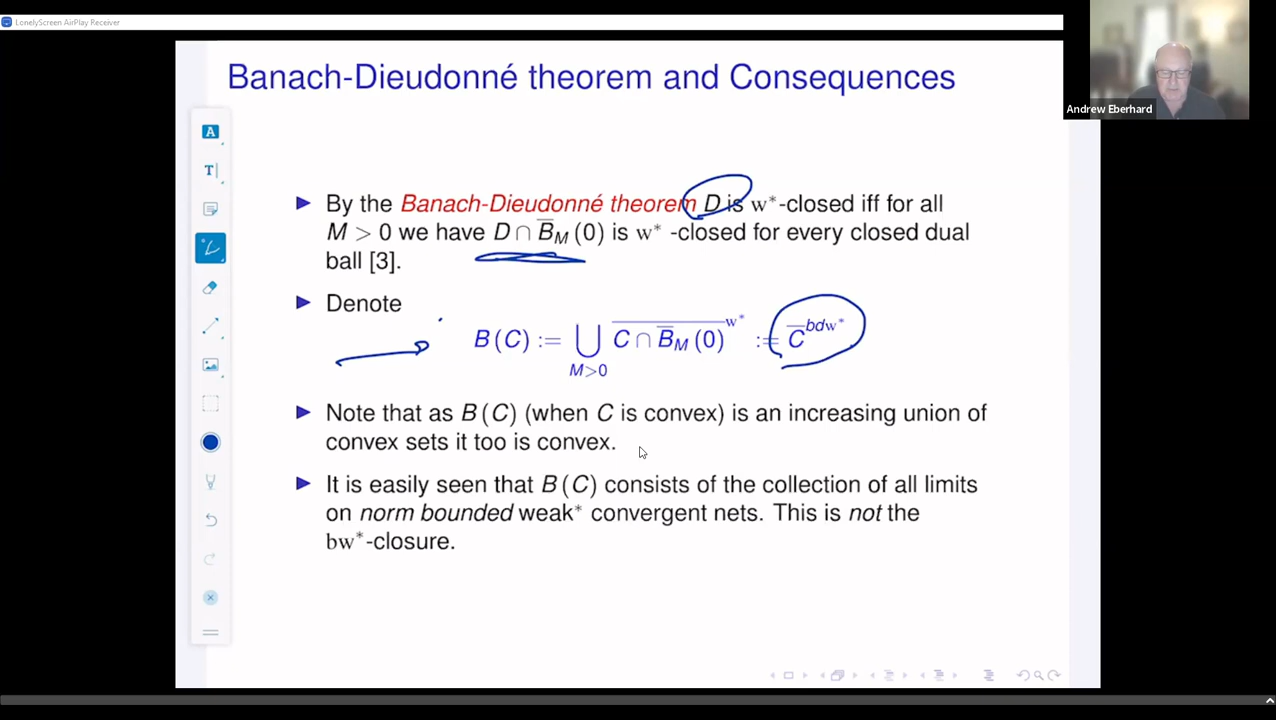 LonelyScreen AirPlay Receiver
Andrew Eberhard
Banach-Dieudonné theorem and Consequences
A
T
▶ By the Banach-Dieudonné theorem D is w*-closed iff for all
M > 0 we have D ∩ B̅_M (0) is w* -closed for every closed dual
ball [3].
▶ Denote
B (C) := ⋃_{M>0} \overline{C ∩ B̅_M (0)}^{w*} := C̅^{bdw*}
▶ Note that as B (C) (when C is convex) is an increasing union of
convex sets it too is convex.
▶ It is easily seen that B (C) consists of the collection of all limits
on norm bounded weak* convergent nets. This is not the
bw*-closure.